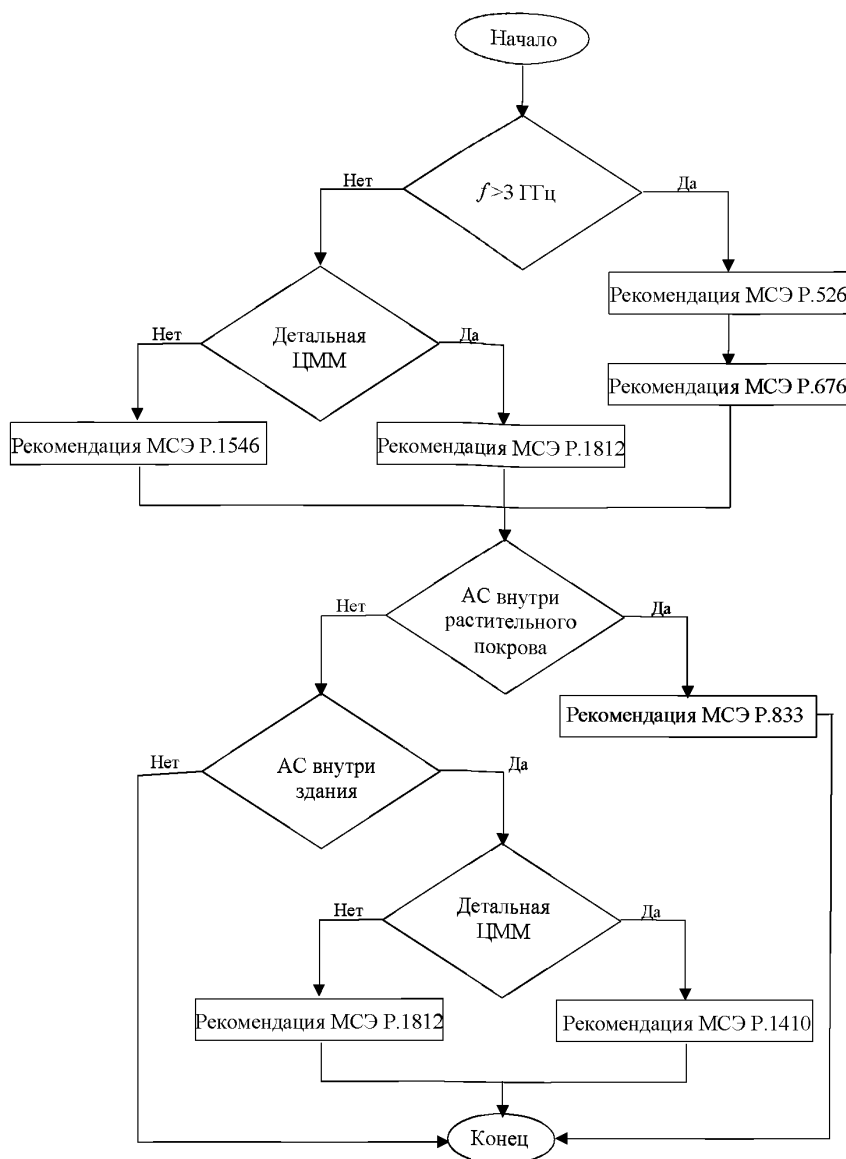 Начало
f>3 ГГц
Нет
Да
Рекомендация МСЭ Р.526
Детальная
ЦММ
Нет
Да
Рекомендация МСЭ Р.676
Рекомендация МСЭ Р.1546
Рекомендация МСЭ Р.1812
АС внутри
растительного
покрова
Нет
Да
Рекомендация МСЭ Р.833
АС внутри
здания
Нет
Да
Детальная
ЦММ
Нет
Да
Рекомендация МСЭ Р.1812
Рекомендация МСЭ Р.1410
Конец